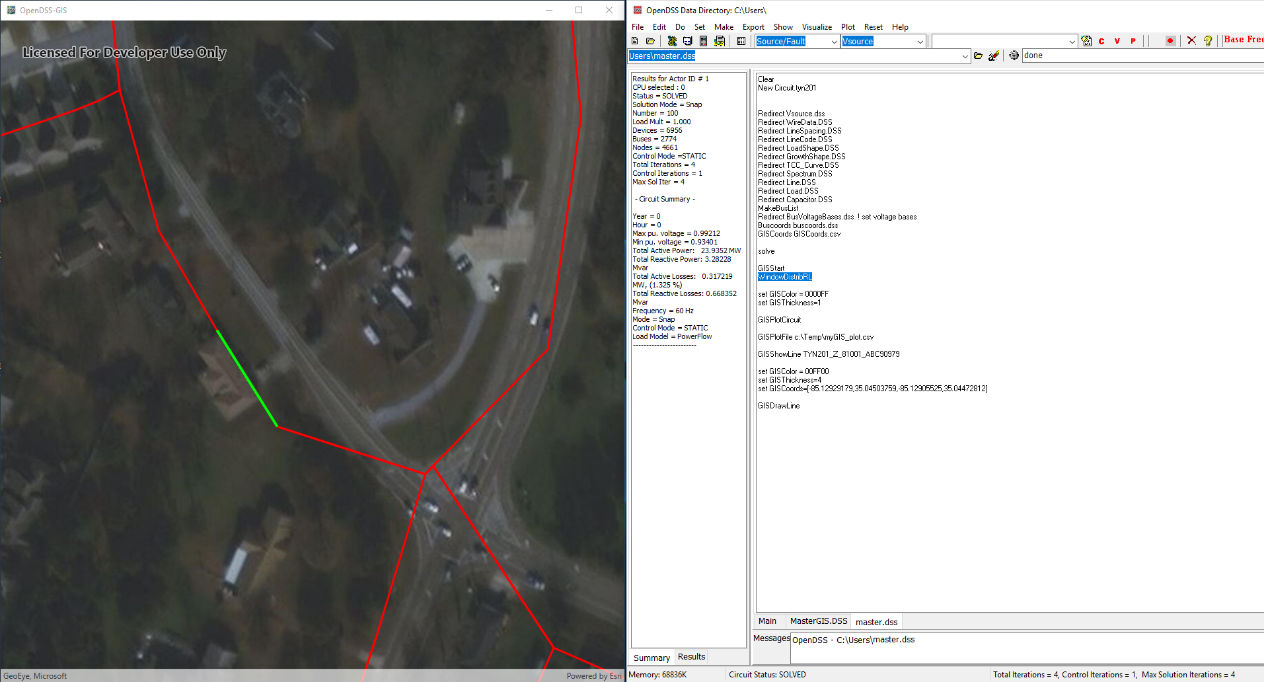 OpenDSS-GIS
Licensed For Developer Use Only
GeoEye, Microsoft
Powered by Esri
OpenDSS Data Directory: C:\Users\
File Edit Do Set Make Export Show Visualize Plot Reset Help
Source/Fault
Vsource
C V P
Base Fre
Users\master.dss
done
Results for Actor ID # 1
CPU selected : 0
Status = SOLVED
Solution Mode = Snap
Number = 100
Load Mult = 1.000
Devices = 6956
Buses = 2774
Nodes = 4661
Control Mode =STATIC
Total Iterations = 4
Control Iterations = 1
Max Sol Iter = 4
- Circuit Summary -
Year = 0
Hour = 0
Max pu. voltage = 0.99212
Min pu. voltage = 0.93401
Total Active Power: 23.9352 MW
Total Reactive Power: 3.28228
Mvar
Total Active Losses: 0.317219
MW, (1.325 %)
Total Reactive Losses: 0.668352
Mvar
Frequency = 60 Hz
Mode = Snap
Control Mode = STATIC
Load Model = PowerFlow
------------------------
Summary
Results
Clear
New Circuit.tyn201
Redirect Vsource.dss
Redirect WireData.DSS
Redirect LineSpacing.DSS
Redirect LineCode.DSS
Redirect LoadShape.DSS
Redirect GrowthShape.DSS
Redirect TCC_Curve.DSS
Redirect Spectrum.DSS
Redirect Line.DSS
Redirect Load.DSS
Redirect Capacitor.DSS
MakeBusList
Redirect BusVoltageBases.dss ! set voltage bases
Buscoords buscoords.dss
GISCoords GISCoords.csv
solve
GISStart
WindowDistribRL
set GISColor = 0000FF
set GISThickness=1
GISPlotCircuit
GISPlotFile c:\Temp\myGIS_plot.csv
GISShowLine TYN201_Z_81001_ABC90979
set GISColor = 00FF00
set GISThickness=4
set GISCoords=[-85.12929179,35.04503759,-85.12905525,35.04472812]
GISDrawLine
Main
MasterGIS.DSS
master.dss
Messages
OpenDSS - C:\Users\master.dss
Memory: 68836K
Circuit Status: SOLVED
Total Iterations = 4, Control Iterations = 1, Max Solution Iterations = 4